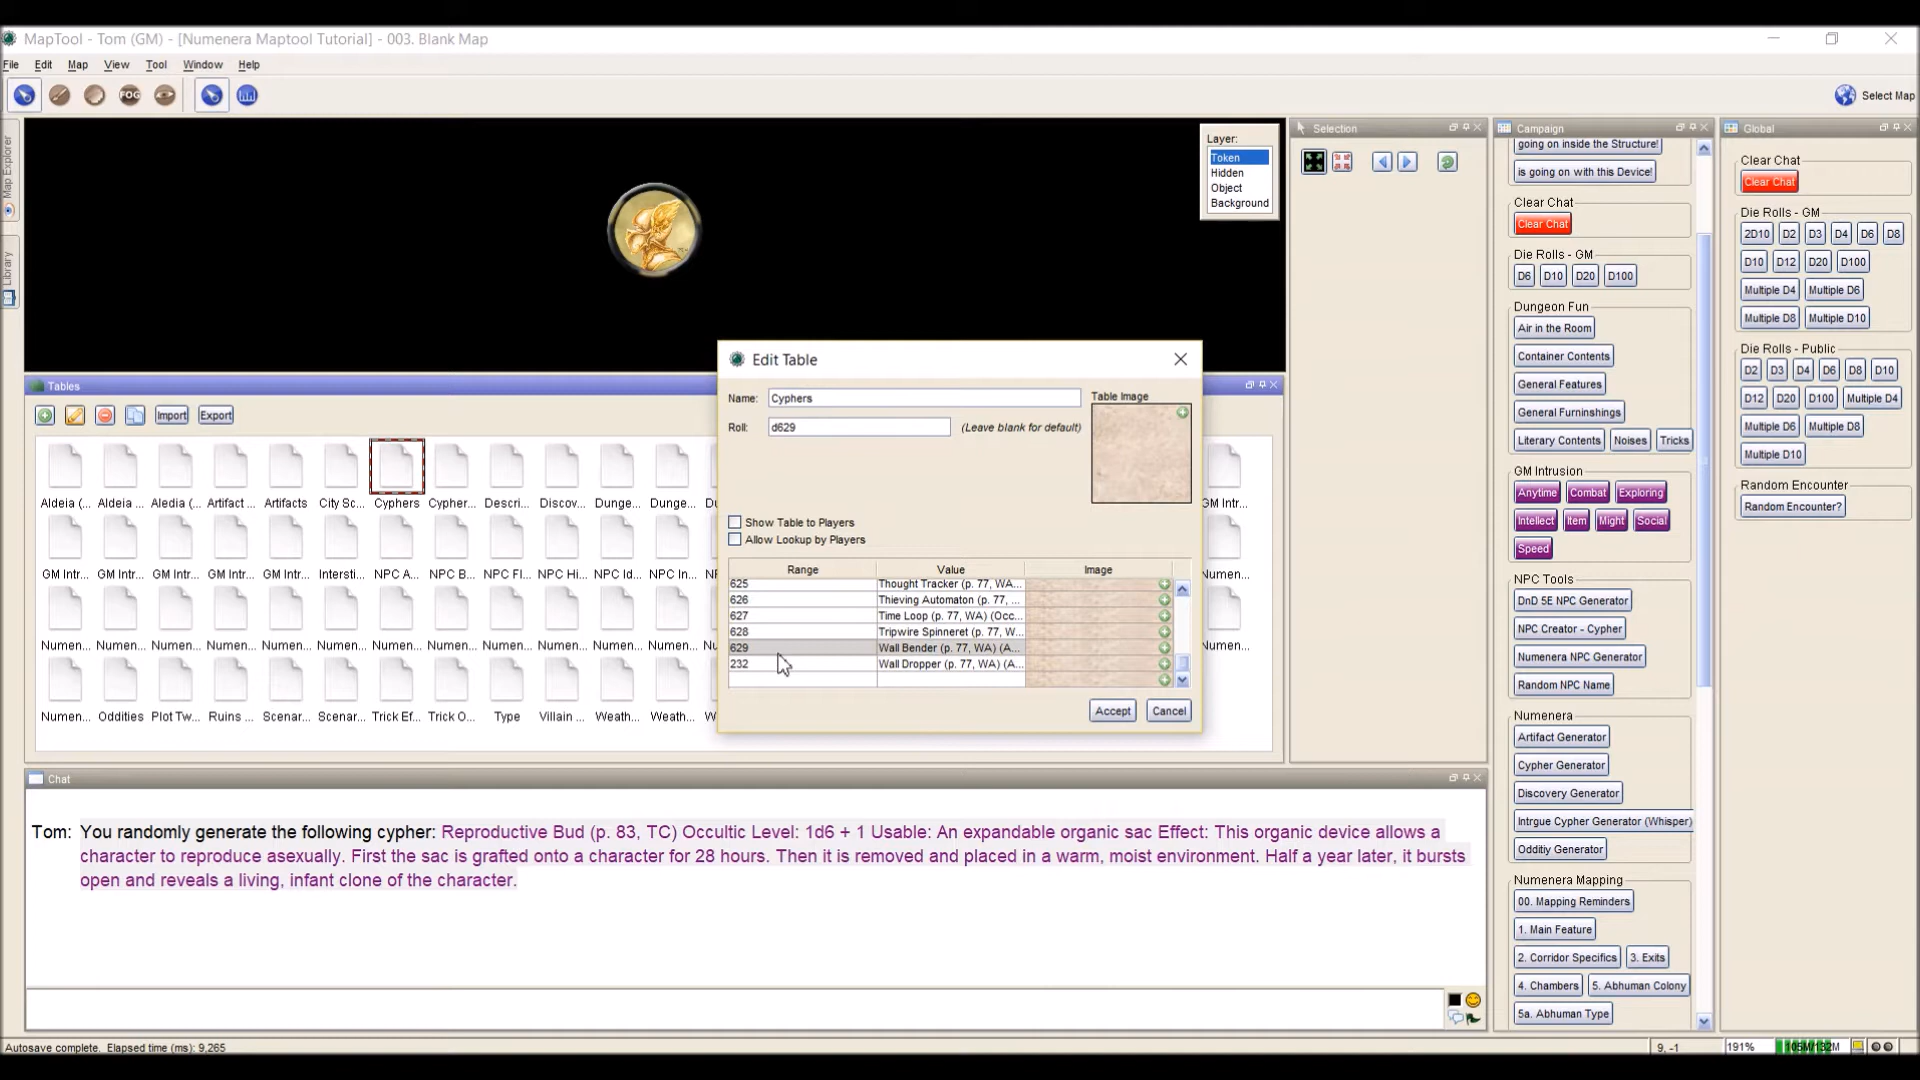 MapTool - Tom (GM) - [Numenera Maptool Tutorial] - 003. Blank Map
File Edit Map View Tool Window Help
FOG
Select Map
Map Explorer
Library
Layer:
Token
Hidden
Object
Background
Selection
Campaign
going on inside the Structure!
is going on with this Device!
Clear Chat
Clear Chat
Die Rolls - GM
D6 D10 D20 D100
Dungeon Fun
Air in the Room
Container Contents
General Features
General Furninshings
Literary Contents Noises Tricks
GM Intrusion
Anytime Combat Exploring
Intellect Item Might Social
Speed
NPC Tools
DnD 5E NPC Generator
NPC Creator - Cypher
Numenera NPC Generator
Random NPC Name
Numenera
Artifact Generator
Cypher Generator
Discovery Generator
Intrgue Cypher Generator (Whisper)
Odditiy Generator
Numenera Mapping
00. Mapping Reminders
1. Main Feature
2. Corridor Specifics 3. Exits
4. Chambers 5. Abhuman Colony
5a. Abhuman Type
Global
Clear Chat
Clear Chat
Die Rolls - GM
2D10 D2 D3 D4 D6 D8
D10 D12 D20 D100
Multiple D4 Multiple D6
Multiple D8 Multiple D10
Die Rolls - Public
D2 D3 D4 D6 D8 D10
D12 D20 D100 Multiple D4
Multiple D6 Multiple D8
Multiple D10
Random Encounter
Random Encounter?
Tables
Import Export
Aldeia (... Aldeia ... Aledia (... Artifact ... Artifacts City Sc... Cyphers Cypher... Descri... Discov... Dunge... Dunge... GM Intr...
GM Intr... GM Intr... GM Intr... GM Intr... Intersti... NPC A... NPC B... NPC Fl... NPC Hi... NPC Id... NPC In... Numen...
Numen... Numen... Numen... Numen... Numen... Numen... Numen... Numen... Numen... Numen... Numen... Numen...
Numen... Oddities Plot Tw... Ruins ... Scenar... Scenar... Trick Ef... Trick O... Type Villain ... Weath... Weath...
Edit Table
Name: Cyphers
Table Image
Roll: d629 (Leave blank for default)
Show Table to Players
Allow Lookup by Players
Range Value Image
625 Thought Tracker (p. 77, WA...
626 Thieving Automaton (p. 77, ...
627 Time Loop (p. 77, WA) (Occ...
628 Tripwire Spinneret (p. 77, W...
629 Wall Bender (p. 77, WA) (A...
232 Wall Dropper (p. 77, WA) (A...
Accept Cancel
Chat
Tom: You randomly generate the following cypher: Reproductive Bud (p. 83, TC) Occultic Level: 1d6 + 1 Usable: An expandable organic sac Effect: This organic device allows a
character to reproduce asexually. First the sac is grafted onto a character for 28 hours. Then it is removed and placed in a warm, moist environment. Half a year later, it bursts
open and reveals a living, infant clone of the character.
Autosave complete. Elapsed time (ms): 9,265
9, -1
191%
105M/132M